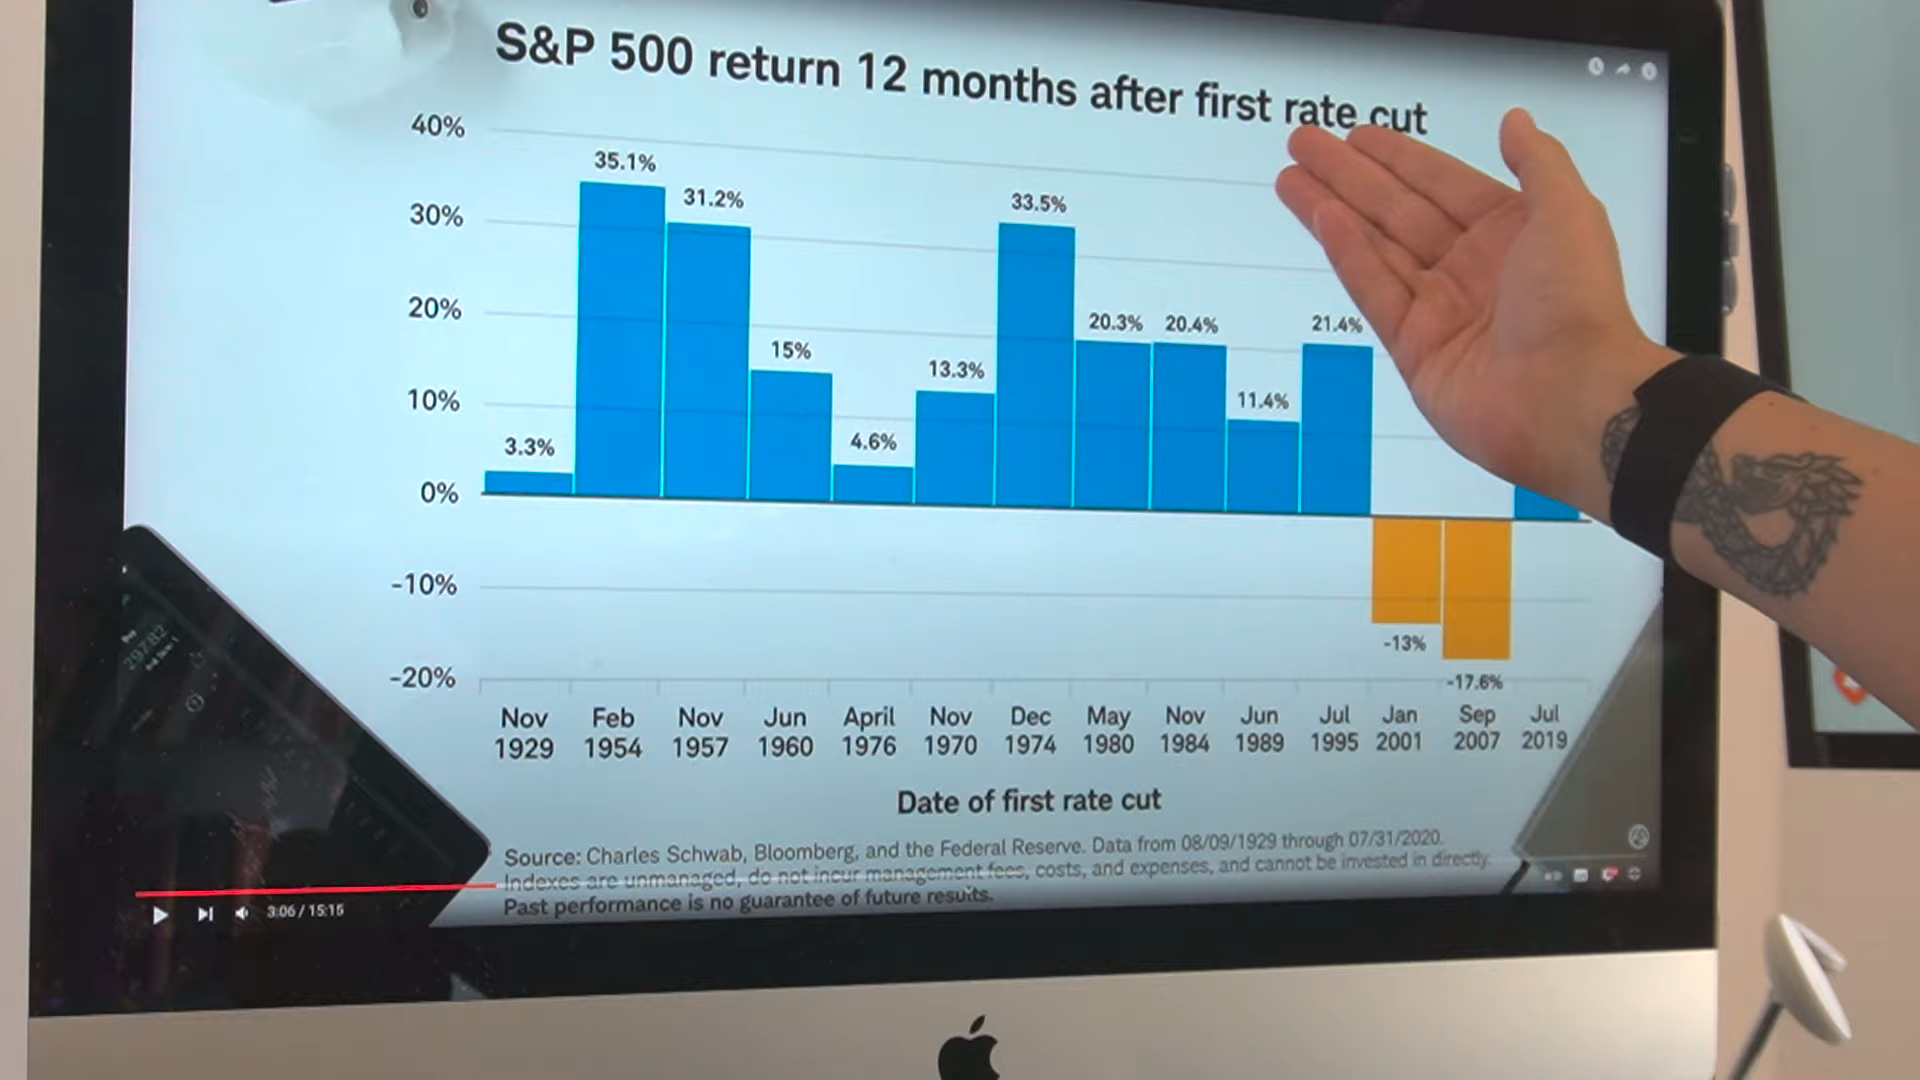 S&P 500 return 12 months after first rate cut
40%
30%
20%
10%
0%
-10%
-20%
3.3%
35.1%
31.2%
15%
4.6%
13.3%
33.5%
20.3%
20.4%
11.4%
21.4%
-13%
-17.6%
Nov 1929
Feb 1954
Nov 1957
Jun 1960
April 1976
Nov 1970
Dec 1974
May 1980
Nov 1984
Jun 1989
Jul 1995
Jan 2001
Sep 2007
Jul 2019
Date of first rate cut
Source: Charles Schwab, Bloomberg, and the Federal Reserve. Data from 08/09/1929 through 07/31/2020.
Indexes are unmanaged, do not incur management fees, costs, and expenses, and cannot be invested in directly.
Past performance is no guarantee of future results.
3:06 / 15:15